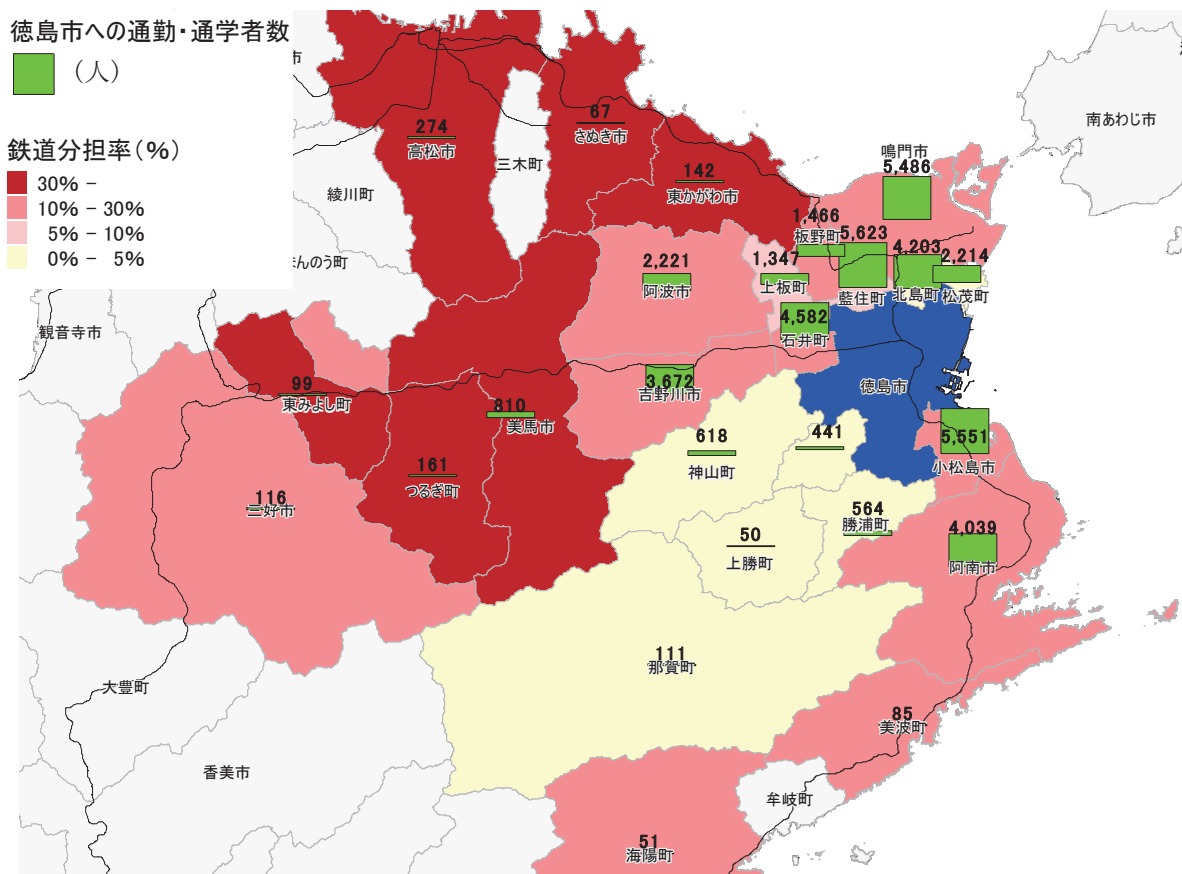 徳島市への通勤・通学者数
(人)
鉄道分担率(%)
30% -
10% - 30%
5% - 10%
0% - 5%
南あわじ市
市
274
高松市
67
さぬき市
三木町
142
東かがわ市
綾川町
まんのう町
観音寺市
鳴門市
5,486
1,466
板野町
5,623
藍住町
4,203
北島町
2,214
松茂町
2,221
阿波市
1,347
上板町
4,582
石井町
徳島市
99
東みよし町
3,672
吉野川市
810
美馬市
161
つるぎ町
116
三好市
618
神山町
441
5,551
小松島市
564
勝浦町
50
上勝町
4,039
阿南市
111
那賀町
大豊町
香美市
85
美波町
牟岐町
51
海陽町